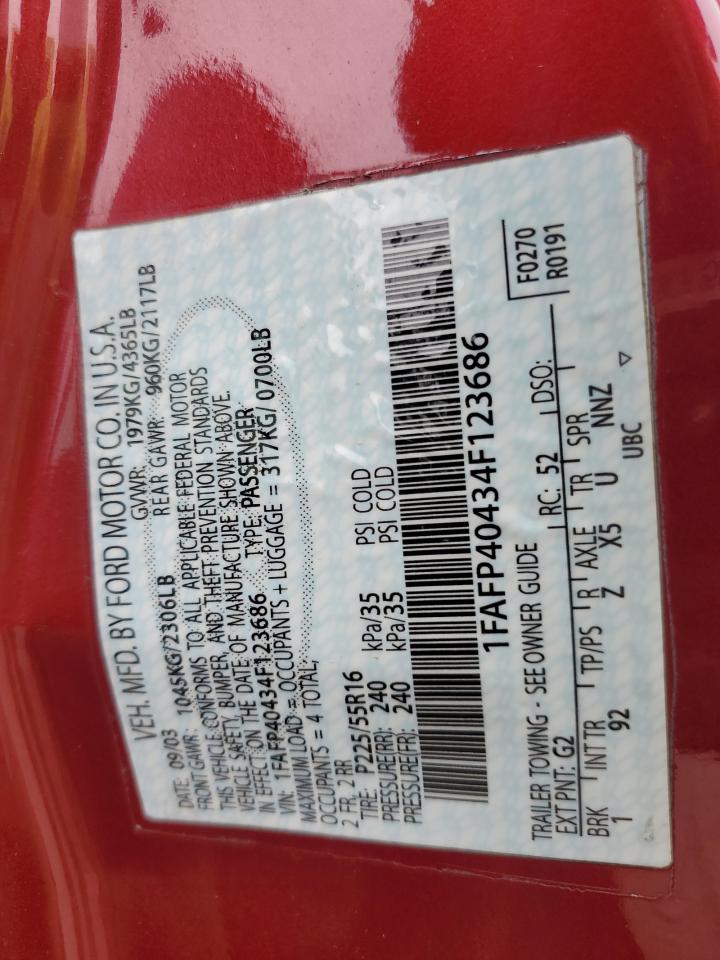 VEH. MFD. BY FORD MOTOR CO. IN U.S.A.
DATE: 09/03 GVWR: 1979KG/4365LB
FRONT GAWR: 1045KG/2306LB REAR GAWR: 960KG/2117LB
THIS VEHICLE CONFORMS TO ALL APPLICABLE FEDERAL MOTOR
VEHICLE SAFETY, BUMPER, AND THEFT PREVENTION STANDARDS
IN EFFECT ON THE DATE OF MANUFACTURE SHOWN ABOVE.
VIN: 1FAFP40434F123686 TYPE: PASSENGER
MAXIMUM LOAD = OCCUPANTS + LUGGAGE = 317KG/ 0700LB
OCCUPANTS = 4 TOTAL,
2 FR, 2 RR
TIRE: P225/55R16
PRESSURE(RR): 240 kPa/35 PSI COLD
PRESSURE(FR): 240 kPa/35 PSI COLD
1FAFP40434F123686
F0270
R0191
TRAILER TOWING - SEE OWNER GUIDE
EXT PNT: G2 RC: 52 DSO:
BRK INT TR TP/PS R AXLE TR SPR
1 92 Z X5 U NNZ
UBC